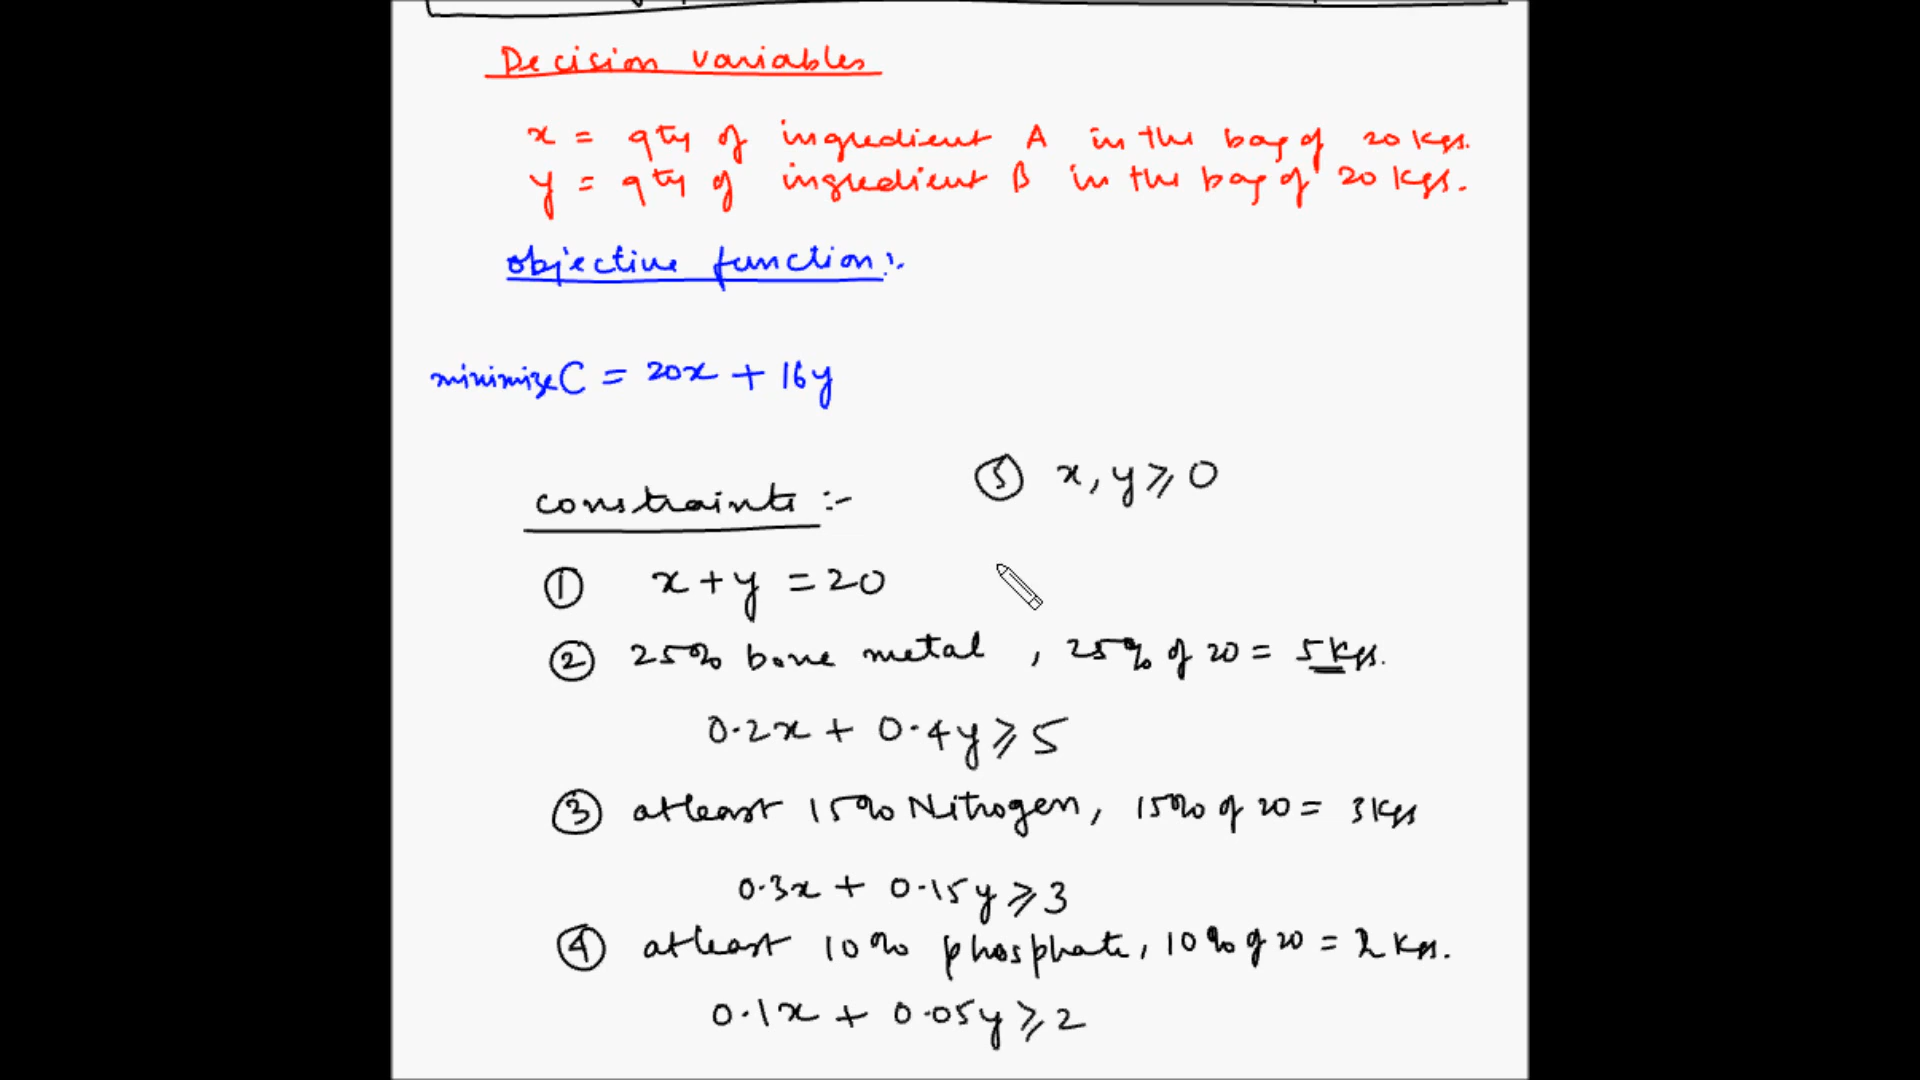 Decision variables
x = qty of ingredient A in the bag of 20 kgs.
y = qty of ingredient B in the bag of 20 kgs.
objective function:-
minimize C = 20x + 16y
⑤ x, y ≥ 0
constraints :-
① x + y = 20
② 25% bone metal , 25% of 20 = 5 kgs.
0.2x + 0.4y ≥ 5
③ atleast 15% Nitrogen, 15% of 20 = 3 kgs
0.3x + 0.15y ≥ 3
④ atleast 10% phosphate, 10% of 20 = 2 kgs.
0.1x + 0.05y ≥ 2